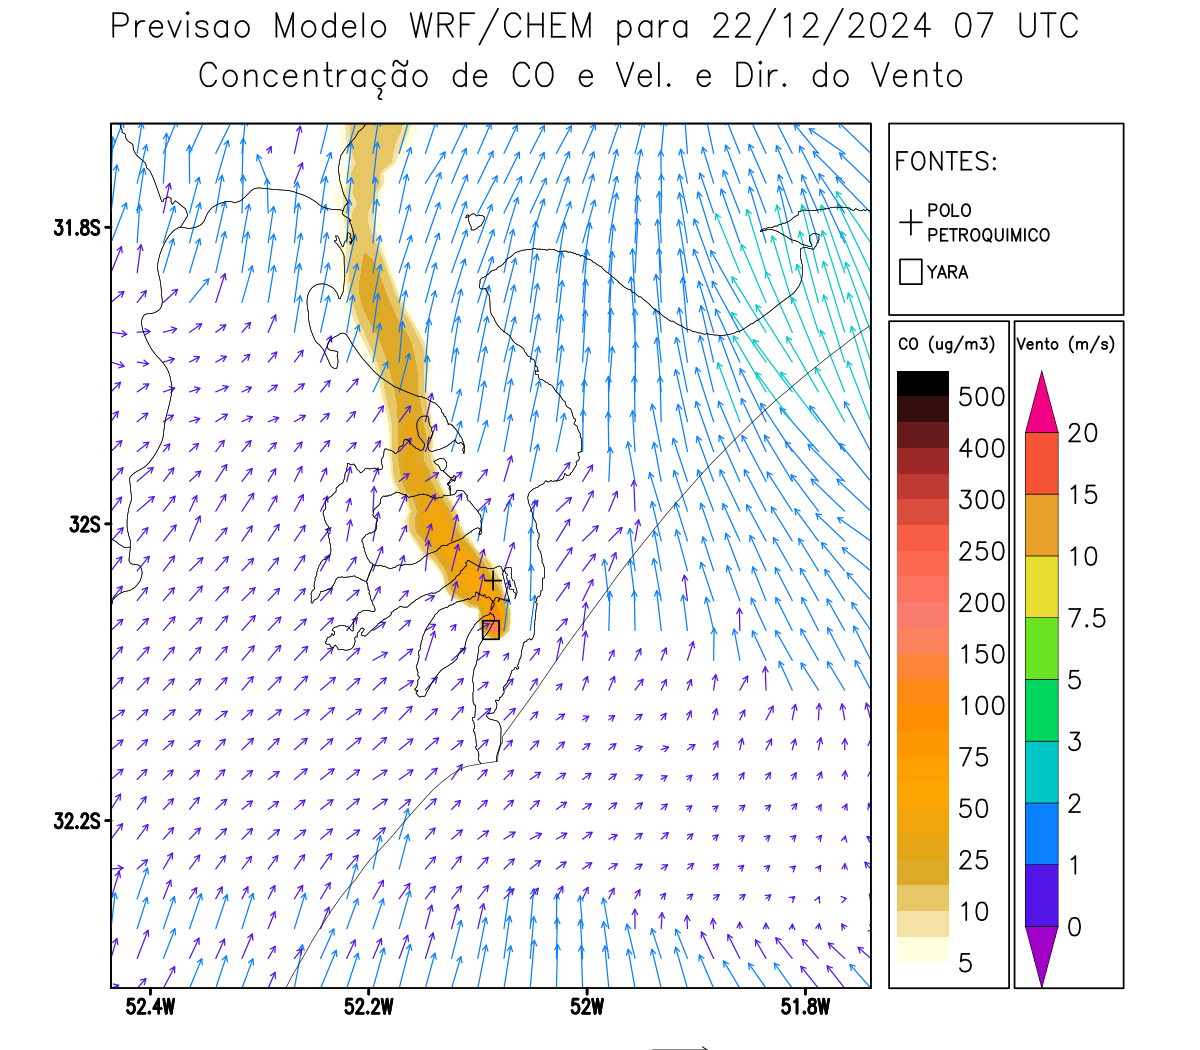 Previsao Modelo WRF/CHEM para 22/12/2024 07 UTC
Concentração de CO e Vel. e Dir. do Vento
FONTES:
POLO
PETROQUIMICO
YARA
CO (ug/m3)
500
400
300
250
200
150
100
75
50
25
10
5
Vento (m/s)
20
15
10
7.5
5
3
2
1
0
31.8S
32S
32.2S
52.4W
52.2W
52W
51.8W